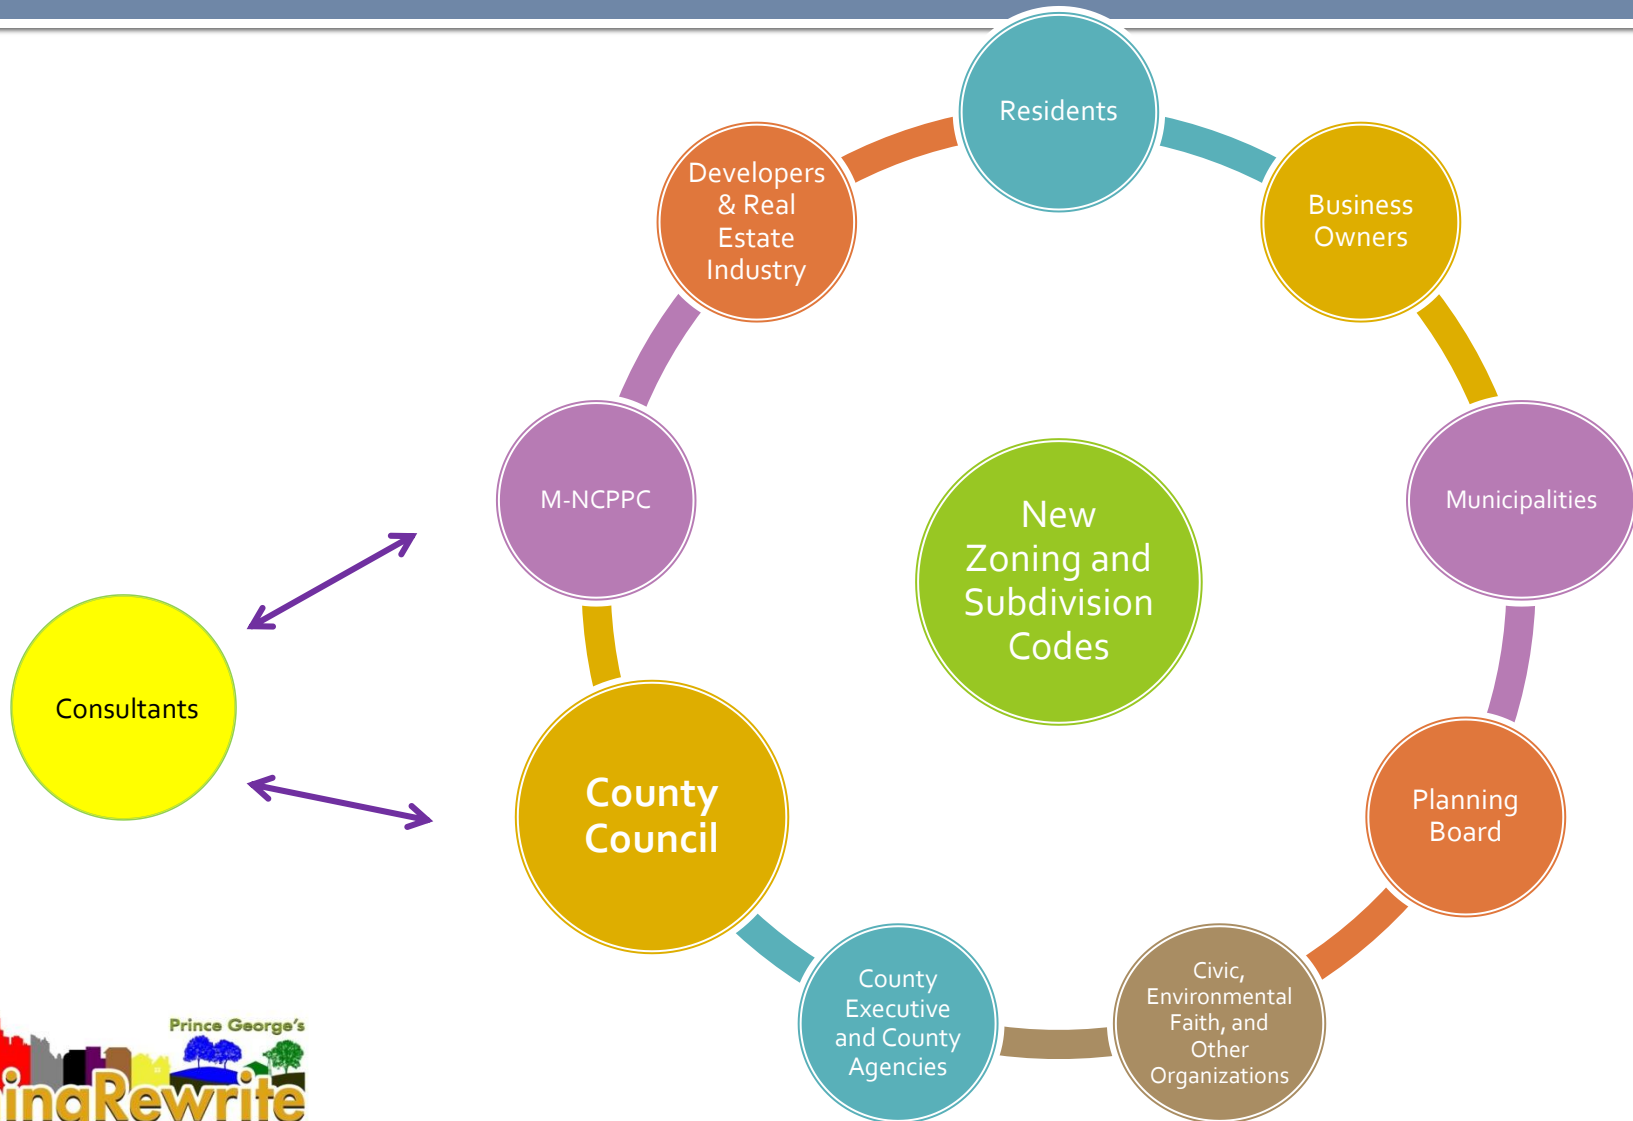 Residents
Business
Owners
Municipalities
Planning
Board
Civic,
Environmental
Faith, and
Other
Organizations
County
Executive
and County
Agencies
County
Council
M-NCPPC
Developers
& Real
Estate
Industry
New
Zoning and
Subdivision
Codes
Consultants
Prince George's
ingRewrite